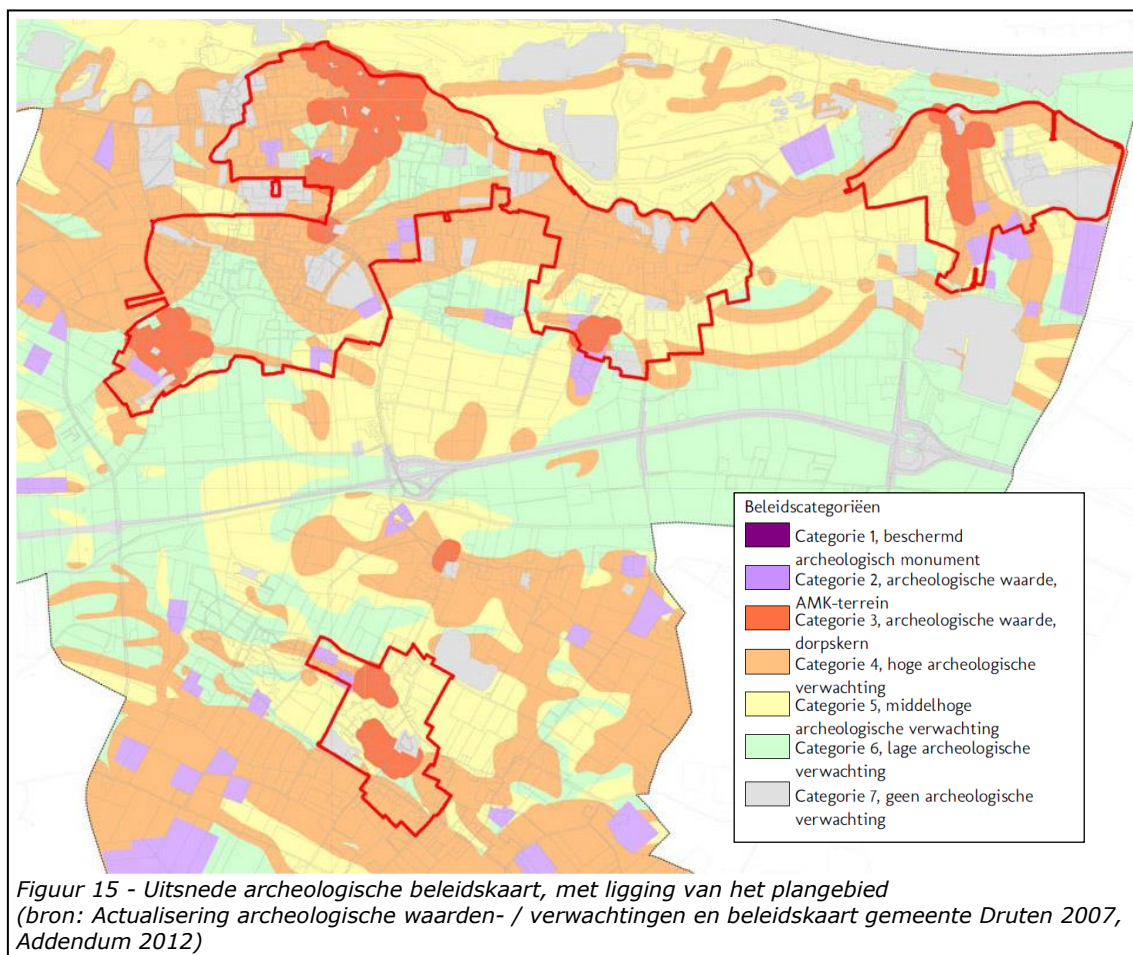 Beleidscategorieën
Categorie 1, beschermd
archeologisch monument
Categorie 2, archeologische waarde,
AMK-terrein
Categorie 3, archeologische waarde,
dorpskern
Categorie 4, hoge archeologische
verwachting
Categorie 5, middelhoge
archeologische verwachting
Categorie 6, lage archeologische
verwachting
Categorie 7, geen archeologische
verwachting
Figuur 15 - Uitsnede archeologische beleidskaart, met ligging van het plangebied
(bron: Actualisering archeologische waarden- / verwachtingen en beleidskaart gemeente Druten 2007,
Addendum 2012)